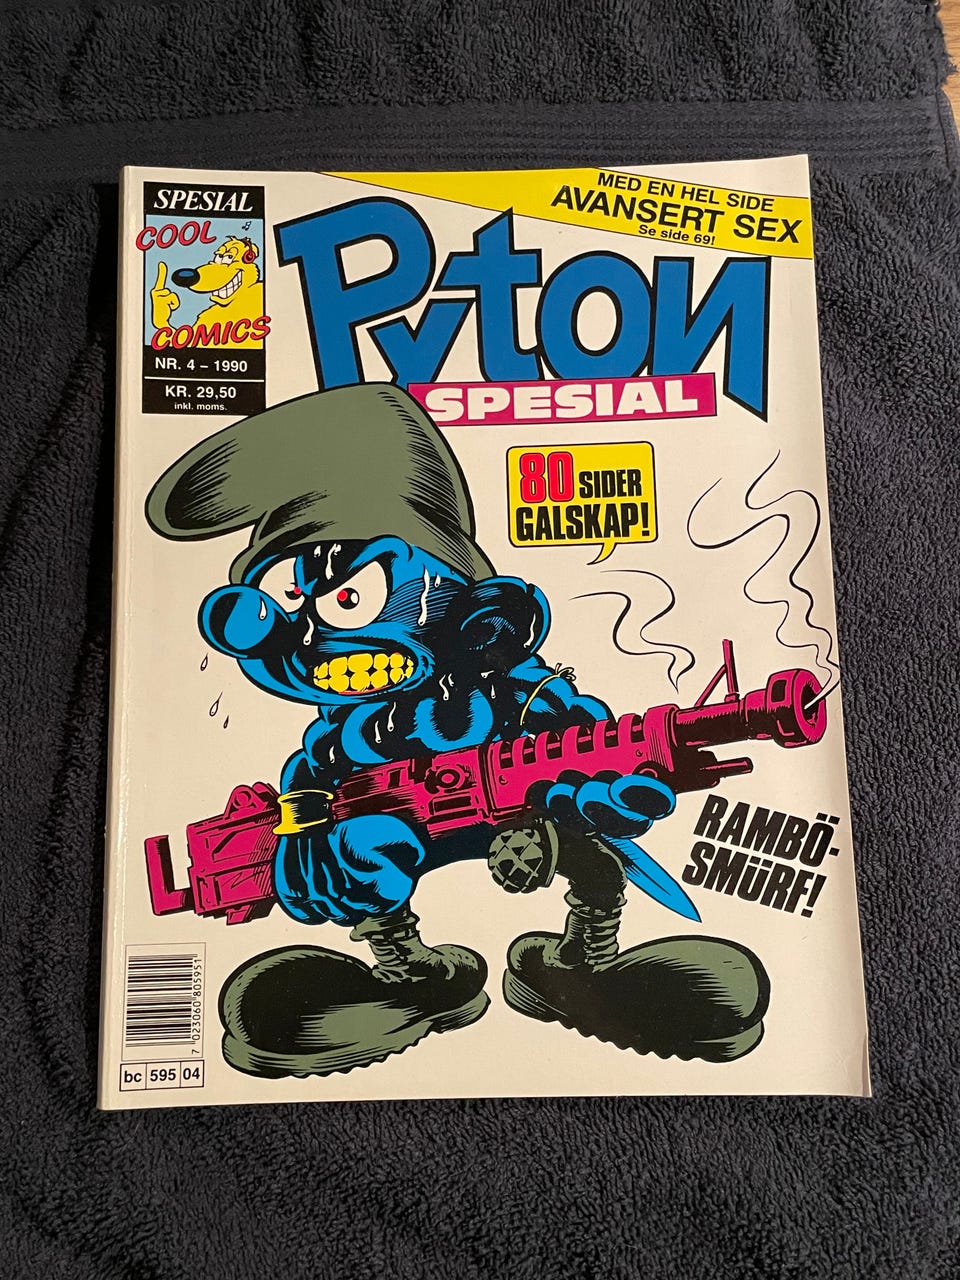 SPESIAL
COOL
COMICS
NR. 4 – 1990
KR. 29,50
inkl. moms.
MED EN HEL SIDE
AVANSERT SEX
Se side 69!
Pyton
SPESIAL
80 SIDER
GALSKAP!
RAMBÖ-
SMÜRF!
7 023060 805951
bc 595 04